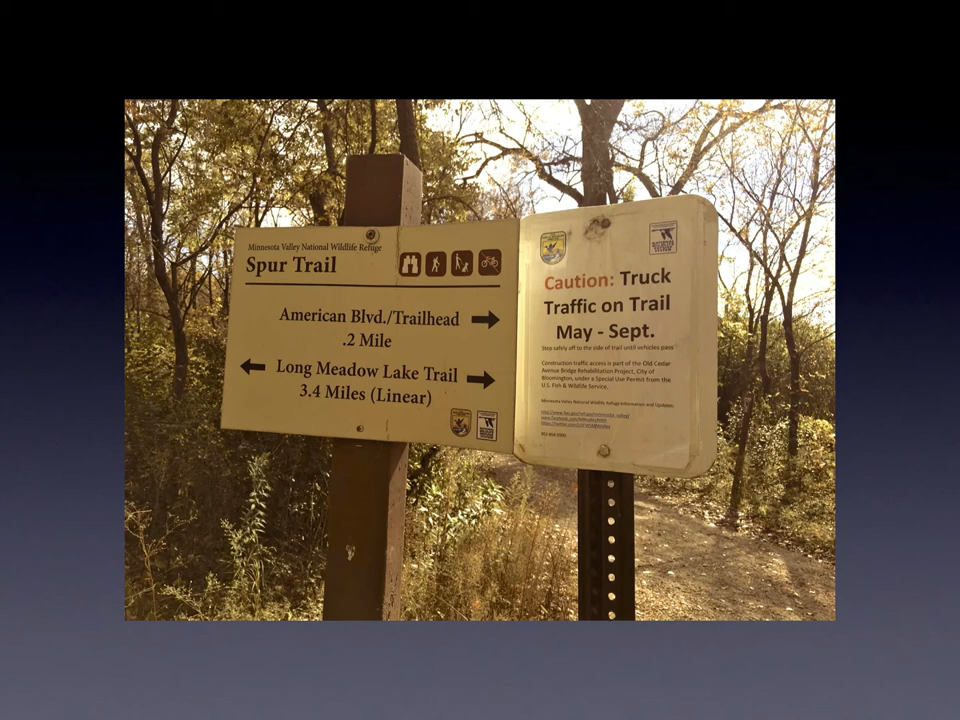 Minnesota Valley National Wildlife Refuge
Spur Trail
American Blvd./Trailhead
.2 Mile
Long Meadow Lake Trail
3.4 Miles (Linear)
Caution: Truck
Traffic on Trail
May - Sept.
Step safely off to the side of trail until vehicles pass
Construction traffic access is part of the Old Cedar
Avenue Bridge Rehabilitation Project, City of
Bloomington, under a Special Use Permit from the
U.S. Fish & Wildlife Service.
Minnesota Valley National Wildlife Refuge Information and Updates: